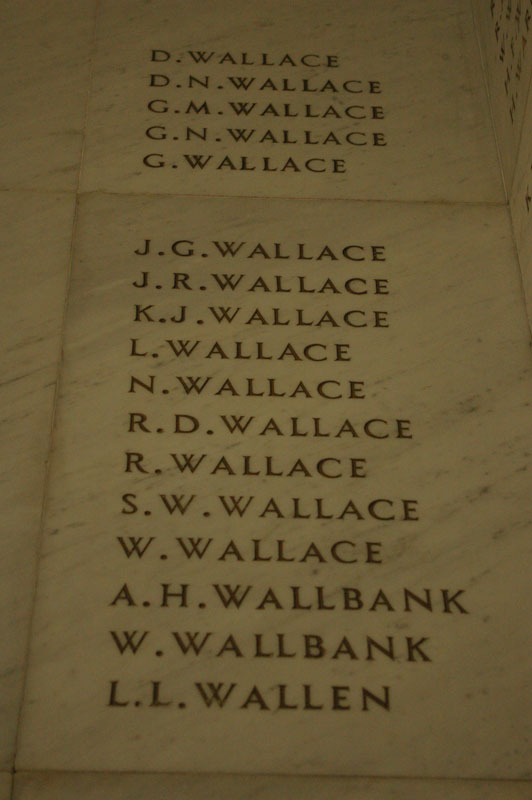 D. WALLACE
D. N. WALLACE
G. M. WALLACE
G. N. WALLACE
G. WALLACE
J. G. WALLACE
J. R. WALLACE
K. J. WALLACE
L. WALLACE
N. WALLACE
R. D. WALLACE
R. WALLACE
S. W. WALLACE
W. WALLACE
A. H. WALLBANK
W. WALLBANK
L. L. WALLEN